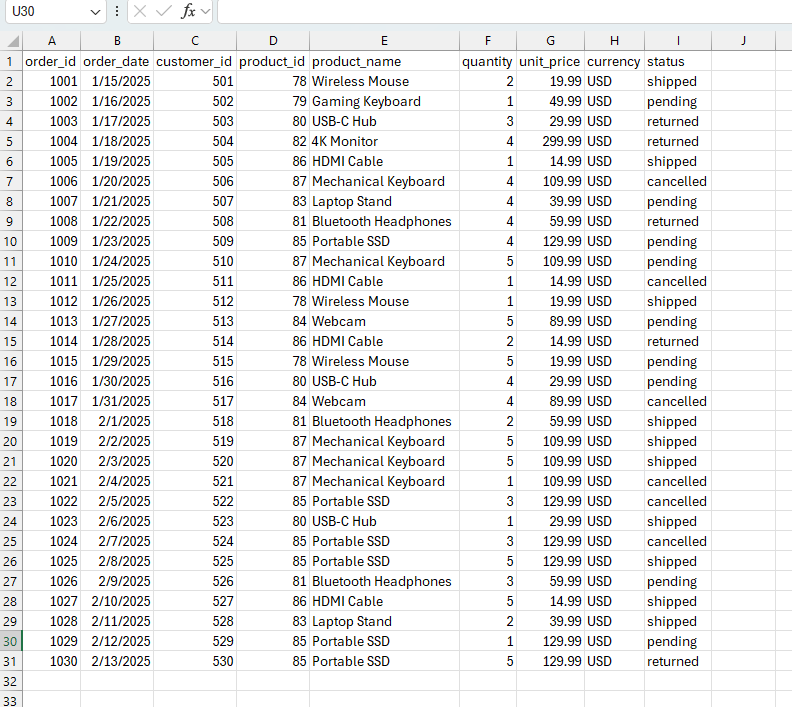 U30 fx
A B C D E F G H I J
1 order_id order_date customer_id product_id product_name quantity unit_price currency status
2 1001 1/15/2025 501 78 Wireless Mouse 2 19.99 USD shipped
3 1002 1/16/2025 502 79 Gaming Keyboard 1 49.99 USD pending
4 1003 1/17/2025 503 80 USB-C Hub 3 29.99 USD returned
5 1004 1/18/2025 504 82 4K Monitor 4 299.99 USD returned
6 1005 1/19/2025 505 86 HDMI Cable 1 14.99 USD shipped
7 1006 1/20/2025 506 87 Mechanical Keyboard 4 109.99 USD cancelled
8 1007 1/21/2025 507 83 Laptop Stand 4 39.99 USD pending
9 1008 1/22/2025 508 81 Bluetooth Headphones 4 59.99 USD returned
10 1009 1/23/2025 509 85 Portable SSD 4 129.99 USD pending
11 1010 1/24/2025 510 87 Mechanical Keyboard 5 109.99 USD pending
12 1011 1/25/2025 511 86 HDMI Cable 1 14.99 USD cancelled
13 1012 1/26/2025 512 78 Wireless Mouse 1 19.99 USD shipped
14 1013 1/27/2025 513 84 Webcam 5 89.99 USD pending
15 1014 1/28/2025 514 86 HDMI Cable 2 14.99 USD returned
16 1015 1/29/2025 515 78 Wireless Mouse 5 19.99 USD pending
17 1016 1/30/2025 516 80 USB-C Hub 4 29.99 USD pending
18 1017 1/31/2025 517 84 Webcam 4 89.99 USD cancelled
19 1018 2/1/2025 518 81 Bluetooth Headphones 2 59.99 USD shipped
20 1019 2/2/2025 519 87 Mechanical Keyboard 5 109.99 USD shipped
21 1020 2/3/2025 520 87 Mechanical Keyboard 5 109.99 USD shipped
22 1021 2/4/2025 521 87 Mechanical Keyboard 1 109.99 USD cancelled
23 1022 2/5/2025 522 85 Portable SSD 3 129.99 USD cancelled
24 1023 2/6/2025 523 80 USB-C Hub 1 29.99 USD shipped
25 1024 2/7/2025 524 85 Portable SSD 3 129.99 USD cancelled
26 1025 2/8/2025 525 85 Portable SSD 5 129.99 USD shipped
27 1026 2/9/2025 526 81 Bluetooth Headphones 3 59.99 USD pending
28 1027 2/10/2025 527 86 HDMI Cable 5 14.99 USD shipped
29 1028 2/11/2025 528 83 Laptop Stand 2 39.99 USD shipped
30 1029 2/12/2025 529 85 Portable SSD 1 129.99 USD pending
31 1030 2/13/2025 530 85 Portable SSD 5 129.99 USD returned
32
33